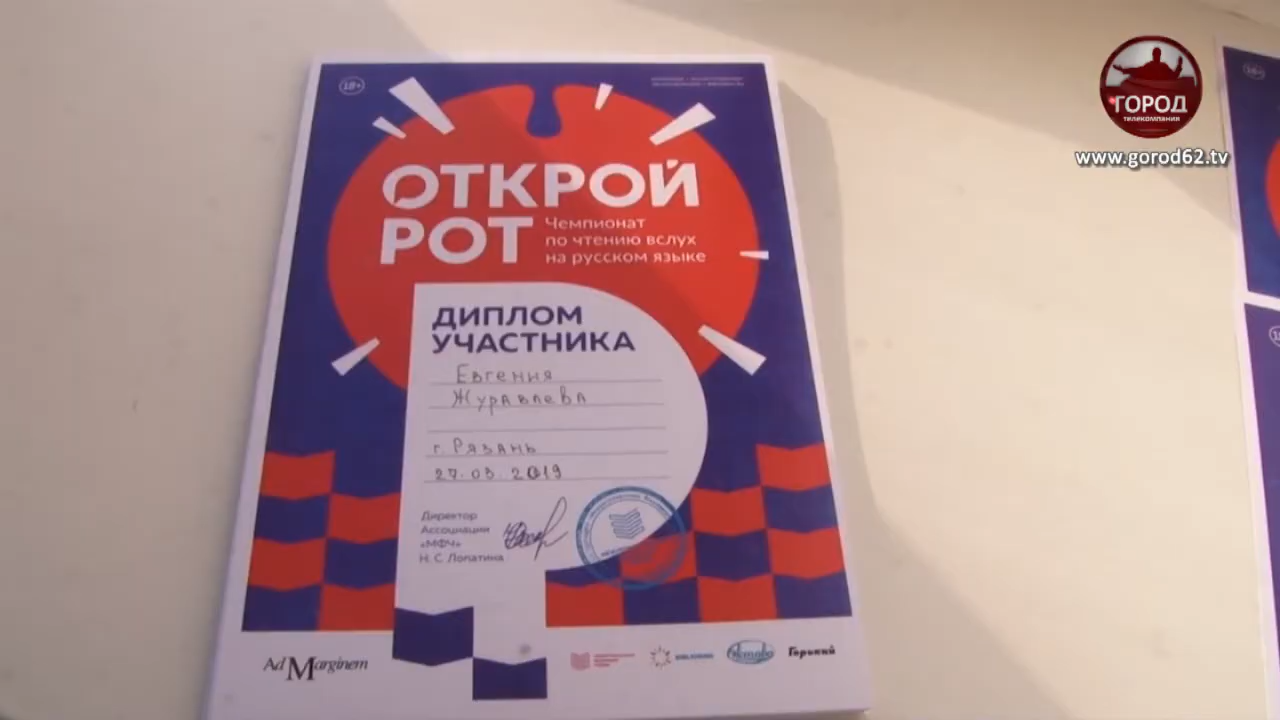 18+
ГОРОД
телекомпания
www.gorod62.tv
ОТКРОЙ
РОТ
Чемпионат
по чтению вслух
на русском языке
ДИПЛОМ
УЧАСТНИКА
Евгения
Журавлева
г. Рязань
27.03.2019
Директор
Ассоциации
«МФЧ»
Н. С. Лопатина
Ad Marginem
Горький